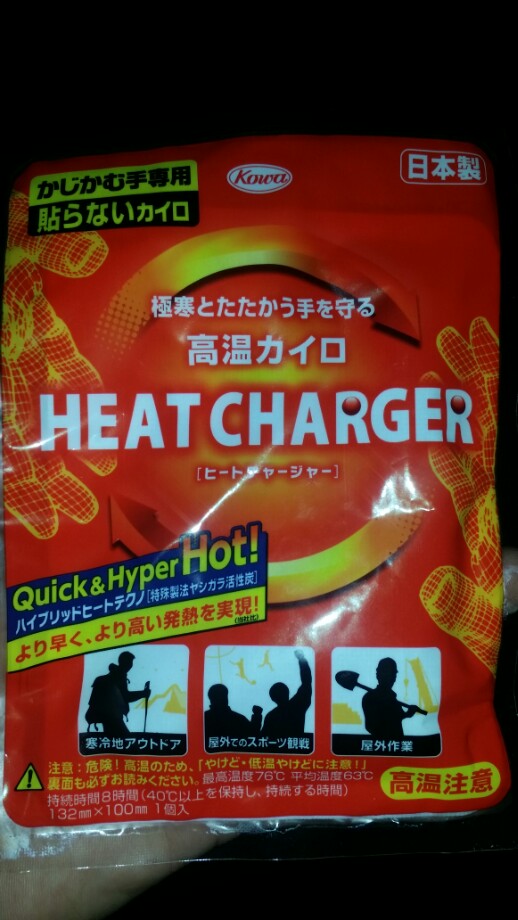 かじかむ手専用
貼らないカイロ
Kowa
日本製
極寒とたたかう手を守る
高温カイロ
HEAT CHARGER
[ヒートチャージャー]
Quick & Hyper Hot!
ハイブリッドヒートテクノ[特殊製法ヤシガラ活性炭]
より早く、より高い発熱を実現!
(当社比)
寒冷地アウトドア
屋外でのスポーツ観戦
屋外作業
注意:危険!高温のため、「やけど・低温やけどに注意!」
裏面も必ずお読みください。最高温度76℃ 平均温度63℃
持続時間8時間(40℃以上を保持し、持続する時間)
132mm×100mm 1個入
高温注意